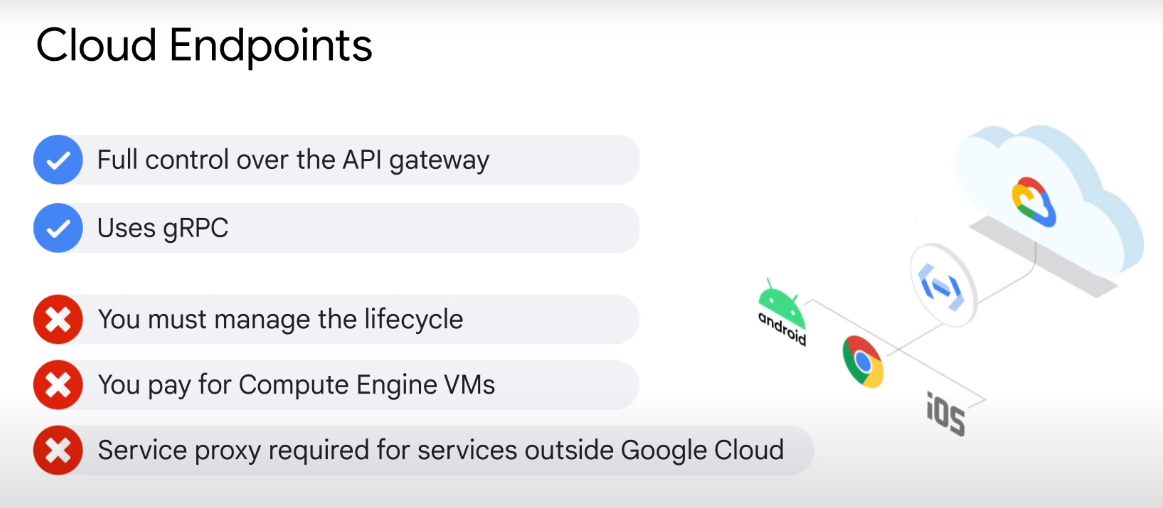 Cloud Endpoints
Full control over the API gateway
Uses gRPC
You must manage the lifecycle
You pay for Compute Engine VMs
Service proxy required for services outside Google Cloud
android
iOS